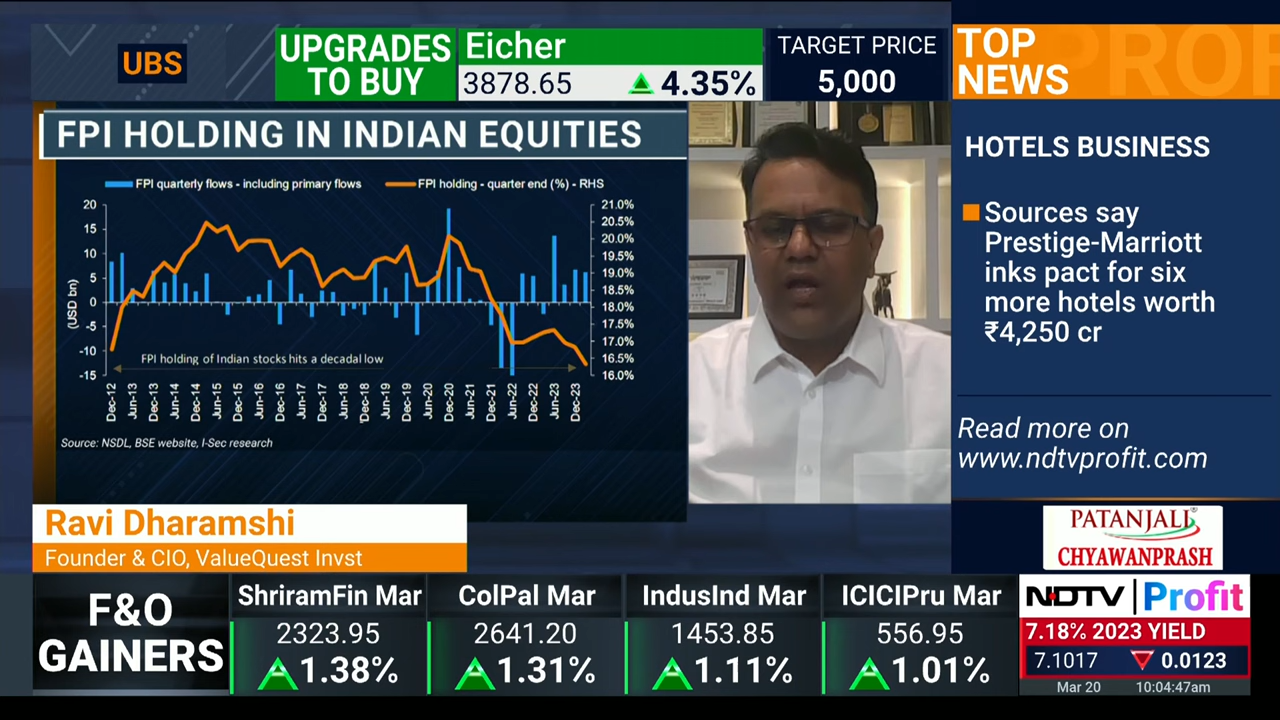 UBS
UPGRADES
TO BUY
Eicher
3878.65
4.35%
TARGET PRICE
5,000
TOP
NEWS
FPI HOLDING IN INDIAN EQUITIES
FPI quarterly flows - including primary flows
FPI holding - quarter end (%) - RHS
20
15
10
5
0
-5
-10
-15
(USD bn)
21.0%
20.5%
20.0%
19.5%
19.0%
18.5%
18.0%
17.5%
17.0%
16.5%
16.0%
FPI holding of Indian stocks hits a decadal low
Dec-12
Jun-13
Dec-13
Jun-14
Dec-14
Jun-15
Dec-15
Jun-16
Dec-16
Jun-17
Dec-17
Jun-18
Dec-18
Jun-19
Dec-19
Jun-20
Dec-20
Jun-21
Dec-21
Jun-22
Dec-22
Jun-23
Dec-23
Source: NSDL, BSE website, I-Sec research
HOTELS BUSINESS
Sources say
Prestige-Marriott
inks pact for six
more hotels worth
₹4,250 cr
Read more on
www.ndtvprofit.com
Ravi Dharamshi
Founder & CIO, ValueQuest Invst
PATANJALI
CHYAWANPRASH
F&O
GAINERS
ShriramFin Mar
2323.95
1.38%
ColPal Mar
2641.20
1.31%
IndusInd Mar
1453.85
1.11%
ICICIPru Mar
556.95
1.01%
NDTV Profit
7.18% 2023 YIELD
7.1017 0.0123
Mar 20 10:04:47am